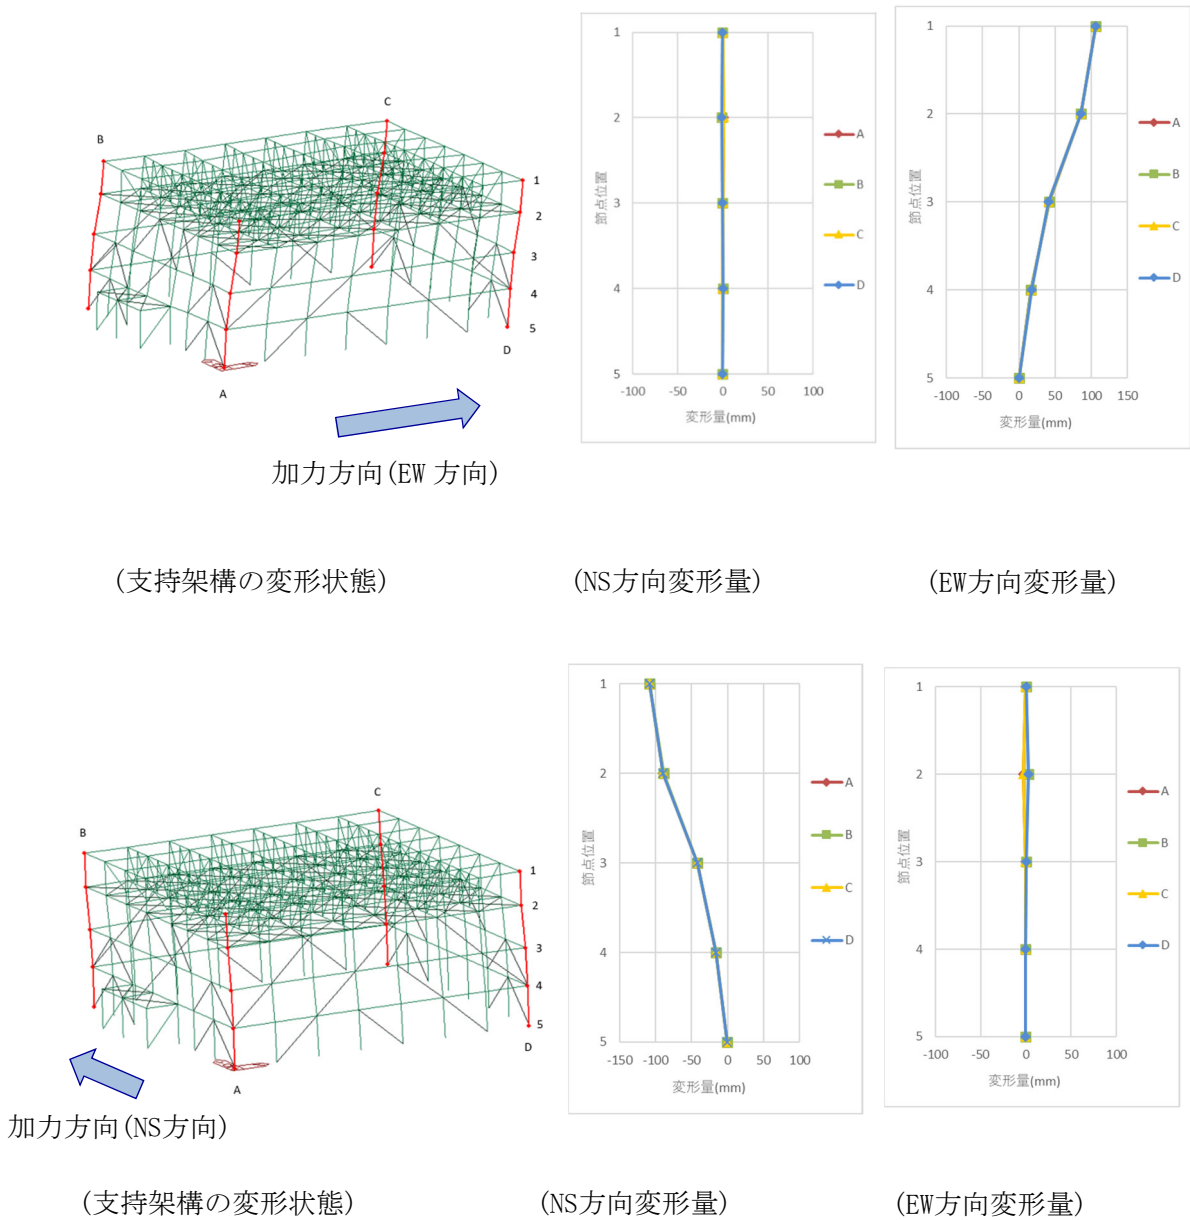 C
B
1
2
3
4
5
D
A
加力方向(EW 方向)
1
2
3
4
5
節点位置
-100 -50 0 50 100
変形量(mm)
A
B
C
D
1
2
3
4
5
節点位置
-100 -50 0 50 100 150
変形量(mm)
A
B
C
D
(支持架構の変形状態) (NS方向変形量) (EW方向変形量)
C
B
1
2
3
4
5
D
A
加力方向(NS方向)
1
2
3
4
5
節点位置
-150 -100 -50 0 50 100
変形量(mm)
A
B
C
D
1
2
3
4
5
節点位置
-100 -50 0 50 100
変形量(mm)
A
B
C
D
(支持架構の変形状態) (NS方向変形量) (EW方向変形量)